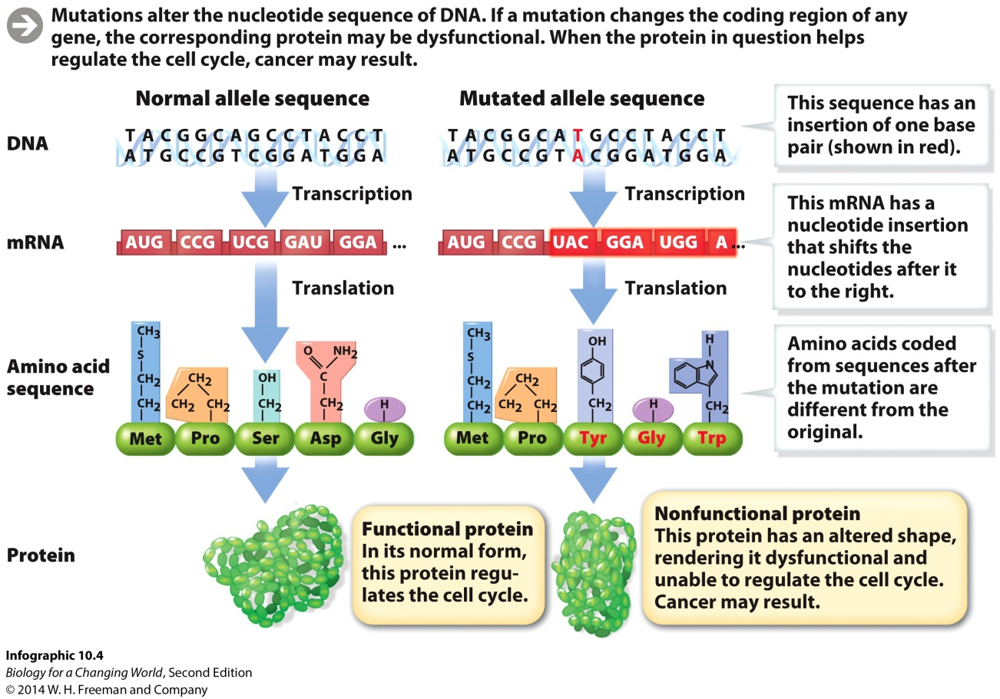 Mutations alter the nucleotide sequence of DNA. If a mutation changes the coding region of any
gene, the corresponding protein may be dysfunctional. When the protein in question helps
regulate the cell cycle, cancer may result.
Normal allele sequence
Mutated allele sequence
DNA
T A C G G C A G C C T A C C T
A T G C C G T C G G A T G G A
T A C G G C A T G C C T A C C T
A T G C C G T A C G G A T G G A
This sequence has an
insertion of one base
pair (shown in red).
Transcription
Transcription
mRNA
AUG CCG UCG GAU GGA ...
AUG CCG UAC GGA UGG A...
This mRNA has a
nucleotide insertion
that shifts the
nucleotides after it
to the right.
Translation
Translation
Amino acid
sequence
CH3
S
CH2
CH2
CH2
CH2 CH2
OH
CH2
O NH2
C
CH2
H
CH3
S
CH2
CH2
CH2
CH2 CH2
OH
CH2
H
H
N
CH2
Met Pro Ser Asp Gly
Met Pro Tyr Gly Trp
Amino acids coded
from sequences after
the mutation are
different from the
original.
Protein
Functional protein
In its normal form,
this protein regu-
lates the cell cycle.
Nonfunctional protein
This protein has an altered shape,
rendering it dysfunctional and
unable to regulate the cell cycle.
Cancer may result.
Infographic 10.4
Biology for a Changing World, Second Edition
© 2014 W. H. Freeman and Company